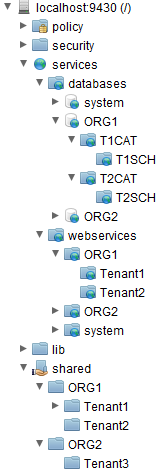 localhost:9430 (/)
policy
security
services
databases
system
ORG1
T1CAT
T1SCH
T2CAT
T2SCH
ORG2
webservices
ORG1
Tenant1
Tenant2
ORG2
system
lib
shared
ORG1
Tenant1
Tenant2
ORG2
Tenant3